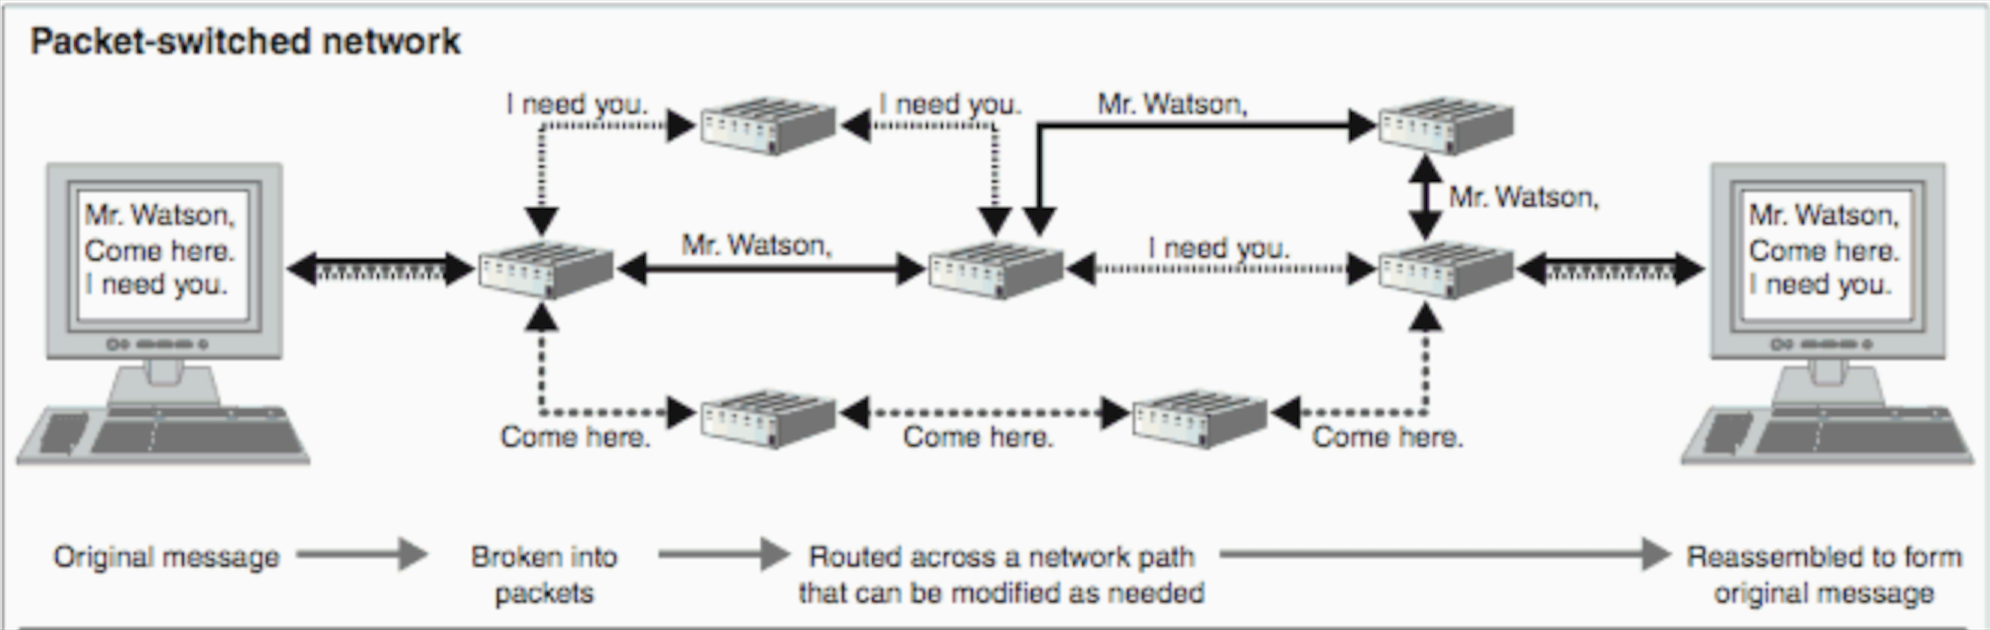 Packet-switched network
I need you.
I need you.
Mr. Watson,
Mr. Watson,
Come here.
I need you.
Mr. Watson,
I need you.
Mr. Watson,
Mr. Watson,
Come here.
I need you.
Come here.
Come here.
Come here.
Original message
Broken into
packets
Routed across a network path
that can be modified as needed
Reassembled to form
original message